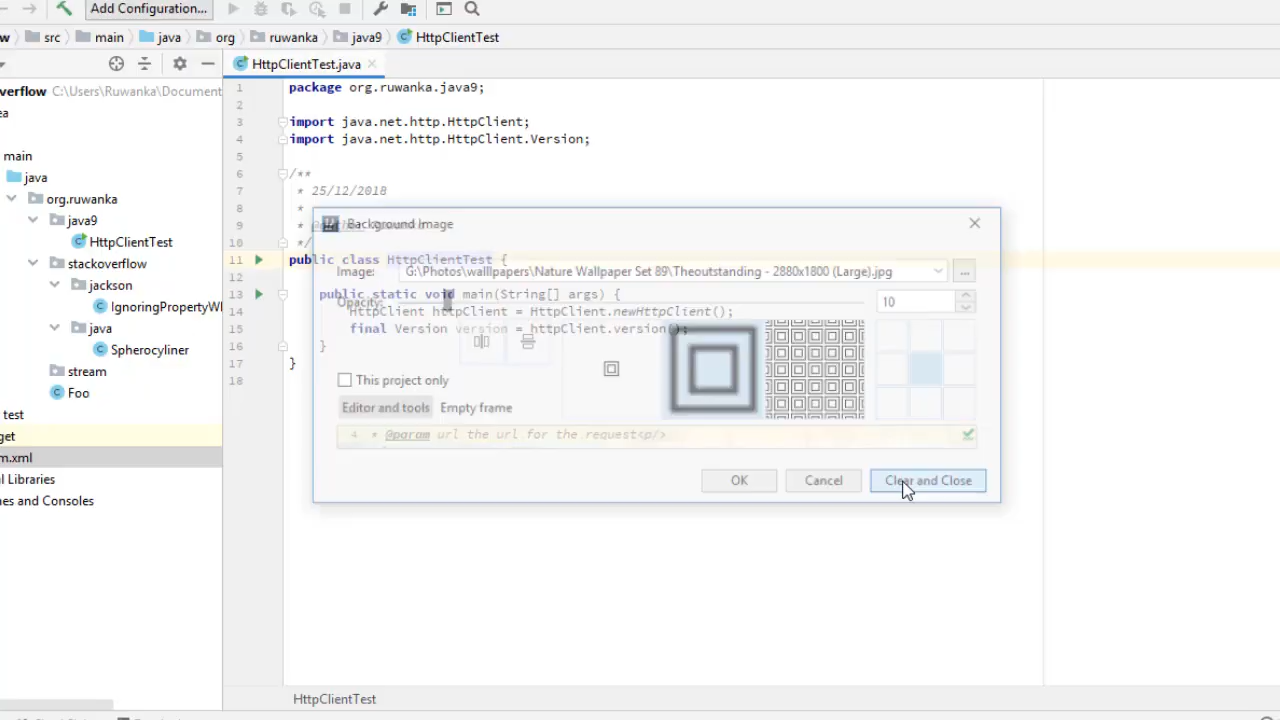 Add Configuration...
w src main java org ruwanka java9 HttpClientTest
HttpClientTest.java
verflow C:\Users\Ruwanka\Document
ea
main
java
org.ruwanka
java9
HttpClientTest
stackoverflow
jackson
IgnoringPropertyW
java
Spherocyliner
stream
Foo
test
get
m.xml
l Libraries
nes and Consoles
1 package org.ruwanka.java9;
2
3 import java.net.http.HttpClient;
4 import java.net.http.HttpClient.Version;
5
6 /**
7 * 25/12/2018
8 *
9
10 */
11 public class HttpClientTest {
12
13 public static void main(String[] args) {
14 HttpClient httpClient = HttpClient.newHttpClient();
15 final Version version = httpClient.version();
16 }
17 }
18
Background Image
Image: G:\Photos\walllpapers\Nature Wallpaper Set 89\Theoutstanding - 2880x1800 (Large).jpg ...
Opacity: 10
This project only
Editor and tools Empty frame
4 * @param url the url for the request<p/>
OK Cancel Clear and Close
HttpClientTest